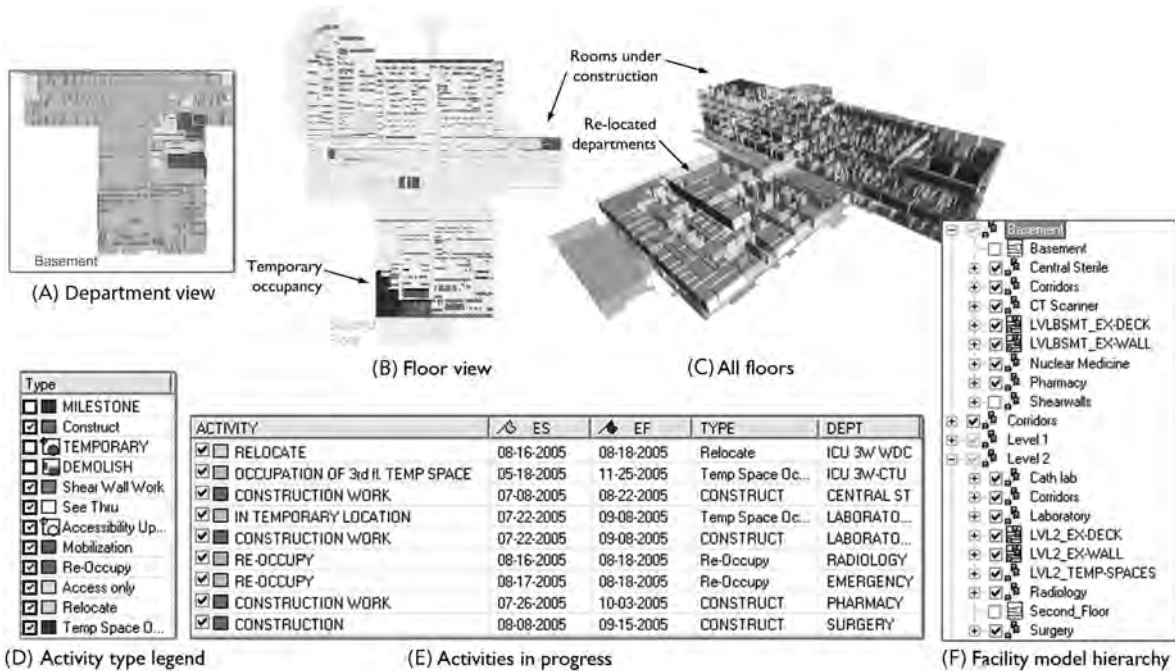 Rooms under
construction
Re-located
departments
Basement
Temporary
occupancy
(A) Department view
(B) Floor view
(C) All floors
Type
MILESTONE
Construct
TEMPORARY
DEMOLISH
Shear Wall Work
See Thru
Accessibility Up...
Mobilization
Re-Occupy
Access only
Relocate
Temp Space O...
(D) Activity type legend
ACTIVITY ES EF TYPE DEPT
RELOCATE 08-16-2005 08-18-2005 Relocate ICU 3W WDC
OCCUPATION OF 3rd fl. TEMP SPACE 05-18-2005 11-25-2005 Temp Space Oc... ICU 3W-CTU
CONSTRUCTION WORK 07-08-2005 08-22-2005 CONSTRUCT CENTRAL ST
IN TEMPORARY LOCATION 07-22-2005 09-08-2005 Temp Space Oc... LABORATO...
CONSTRUCTION WORK 07-22-2005 09-08-2005 CONSTRUCT LABORATO...
RE-OCCUPY 08-16-2005 08-18-2005 Re-Occupy RADIOLOGY
RE-OCCUPY 08-17-2005 08-18-2005 Re-Occupy EMERGENCY
CONSTRUCTION WORK 07-26-2005 10-03-2005 CONSTRUCT PHARMACY
CONSTRUCTION 08-08-2005 09-15-2005 CONSTRUCT SURGERY
(E) Activities in progress
Basement
Basement
Central Sterile
Corridors
CT Scanner
LVLBSMT_EX-DECK
LVLBSMT_EX-WALL
Nuclear Medicine
Pharmacy
Shearwalls
Corridors
Level 1
Level 2
Cath lab
Corridors
Laboratory
LVL2_EX-DECK
LVL2_EX-WALL
LVL2_TEMP-SPACES
Radiology
Second_Floor
Surgery
(F) Facility model hierarchy